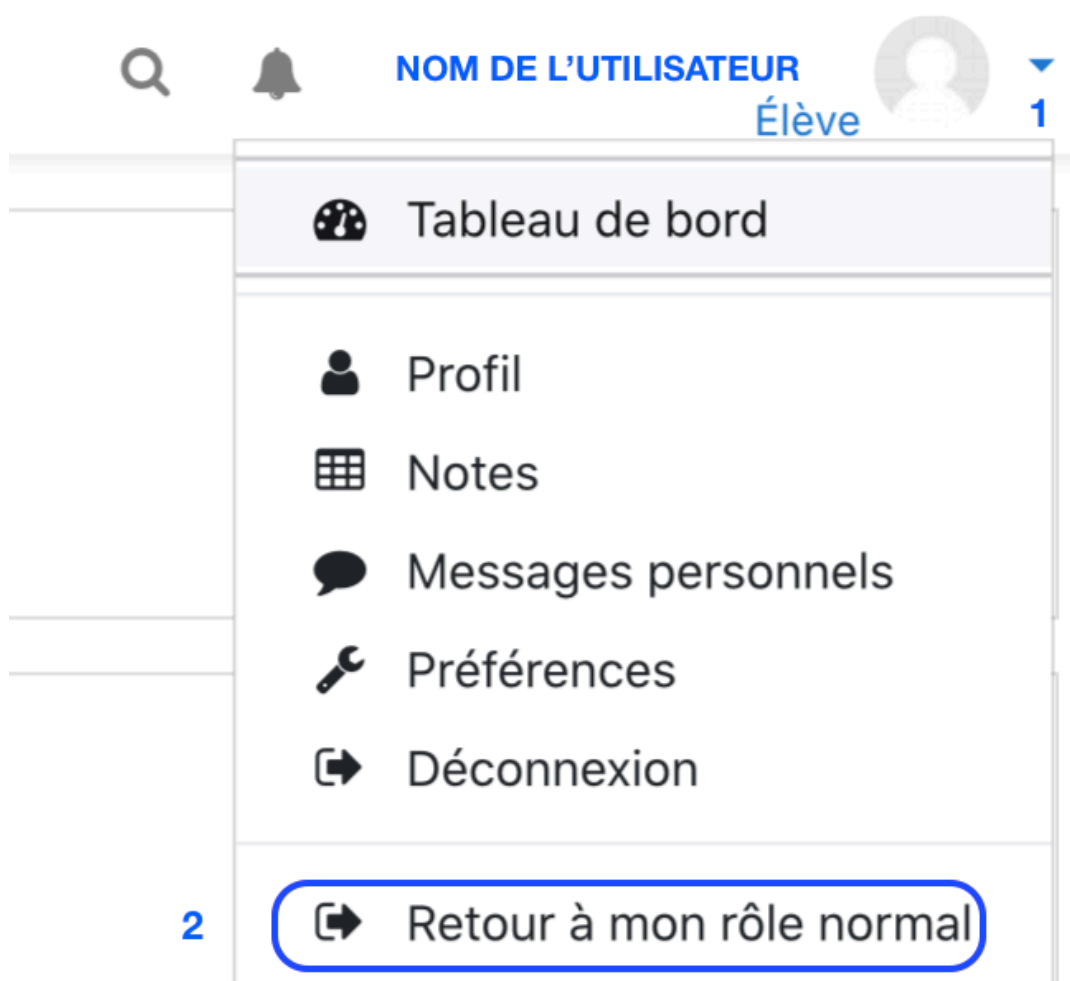 NOM DE L’UTILISATEUR
Élève
1
Tableau de bord
Profil
Notes
Messages personnels
Préférences
Déconnexion
2 Retour à mon rôle normal